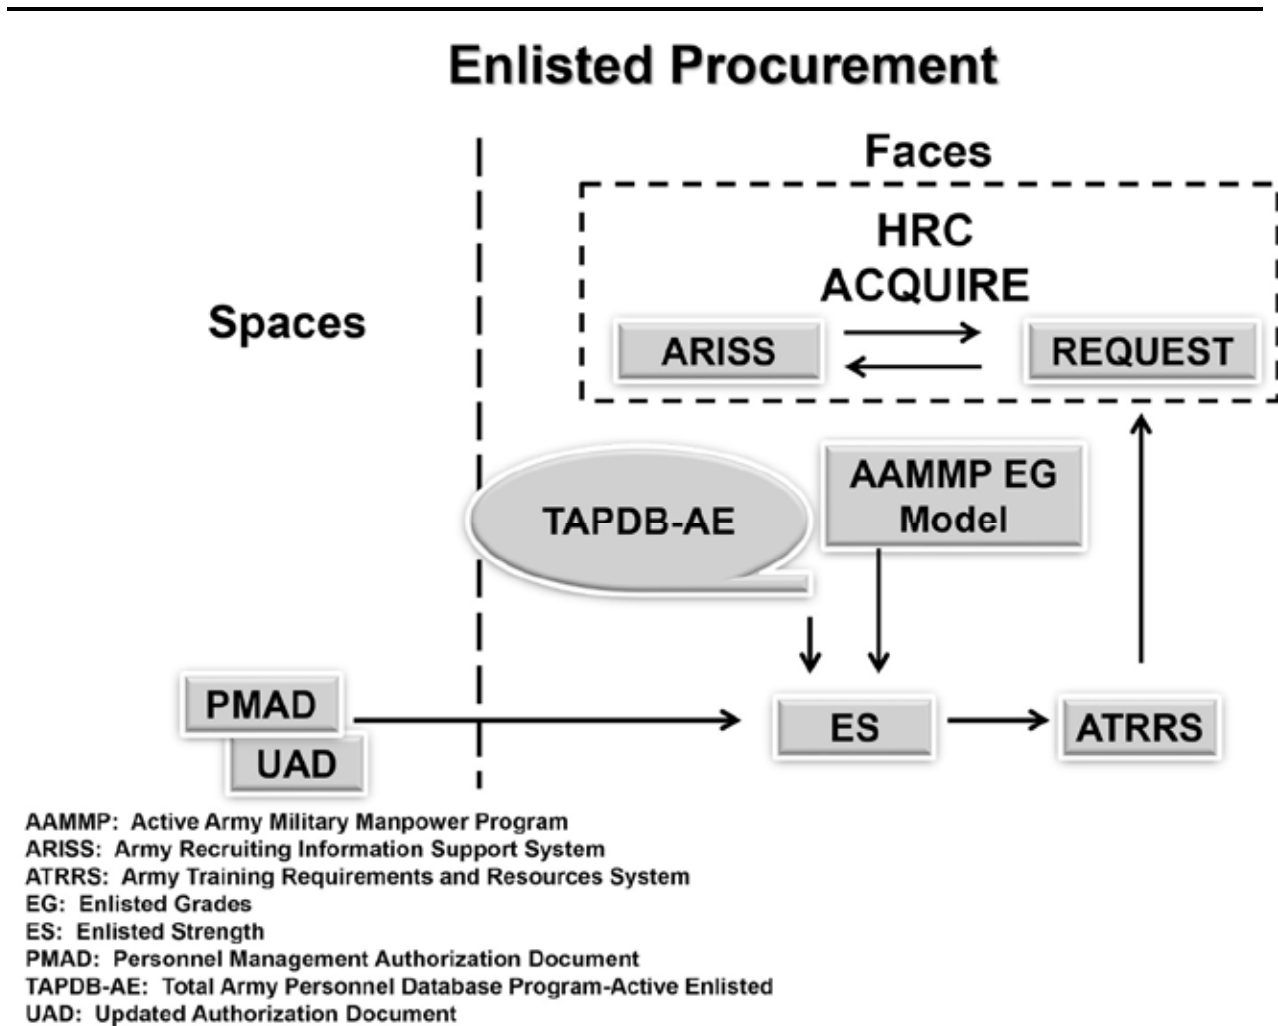 Enlisted Procurement
Faces
HRC
ACQUIRE
Spaces
ARISS
REQUEST
TAPDB-AE
AAMMP EG
Model
PMAD
UAD
ES
ATRRS
AAMMP: Active Army Military Manpower Program
ARISS: Army Recruiting Information Support System
ATRRS: Army Training Requirements and Resources System
EG: Enlisted Grades
ES: Enlisted Strength
PMAD: Personnel Management Authorization Document
TAPDB-AE: Total Army Personnel Database Program-Active Enlisted
UAD: Updated Authorization Document